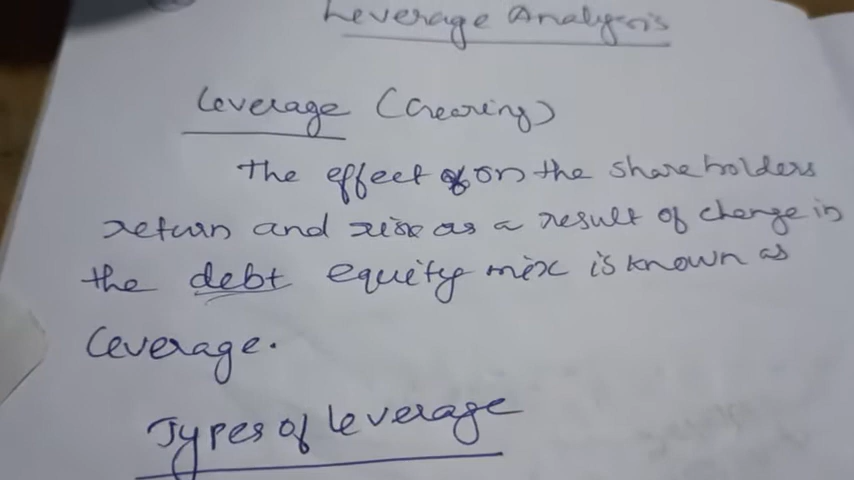 Leverage Analysis
Leverage (Gearing)
The effect on the shareholders
return and risk as a result of change in
the debt equity mix is known as
Leverage.
Types of leverage